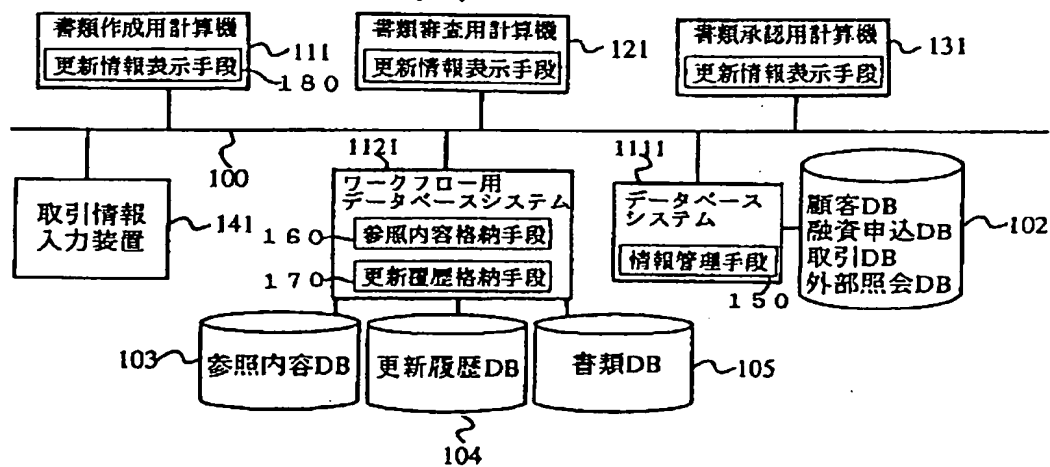 書類作成用計算機
更新情報表示手段
111
180
書類審査用計算機
更新情報表示手段
121
書類承認用計算機
更新情報表示手段
131
100
取引情報
入力装置
141
1121
ワークフロー用
データベースシステム
160
参照内容格納手段
170
更新履歴格納手段
1111
データベース
システム
情報管理手段
150
顧客DB
融資申込DB
取引DB
外部照会DB
102
103
参照内容DB
更新履歴DB
104
書類DB
105